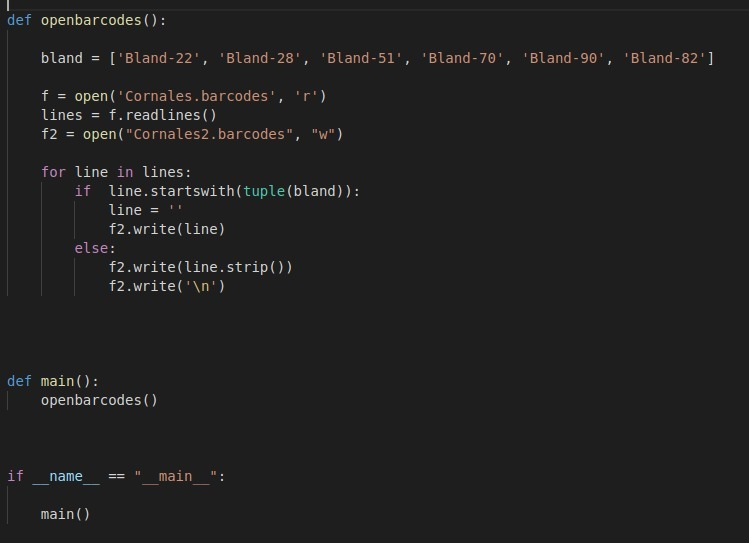 def openbarcodes():
    bland = ['Bland-22', 'Bland-28', 'Bland-51', 'Bland-70', 'Bland-90', 'Bland-82']
    f = open('Cornales.barcodes', 'r')
    lines = f.readlines()
    f2 = open("Cornales2.barcodes", "w")
    for line in lines:
        if  line.startswith(tuple(bland)):
            line = ''
            f2.write(line)
        else:
            f2.write(line.strip())
            f2.write('\n')
def main():
    openbarcodes()
if __name__ == "__main__":
    main()